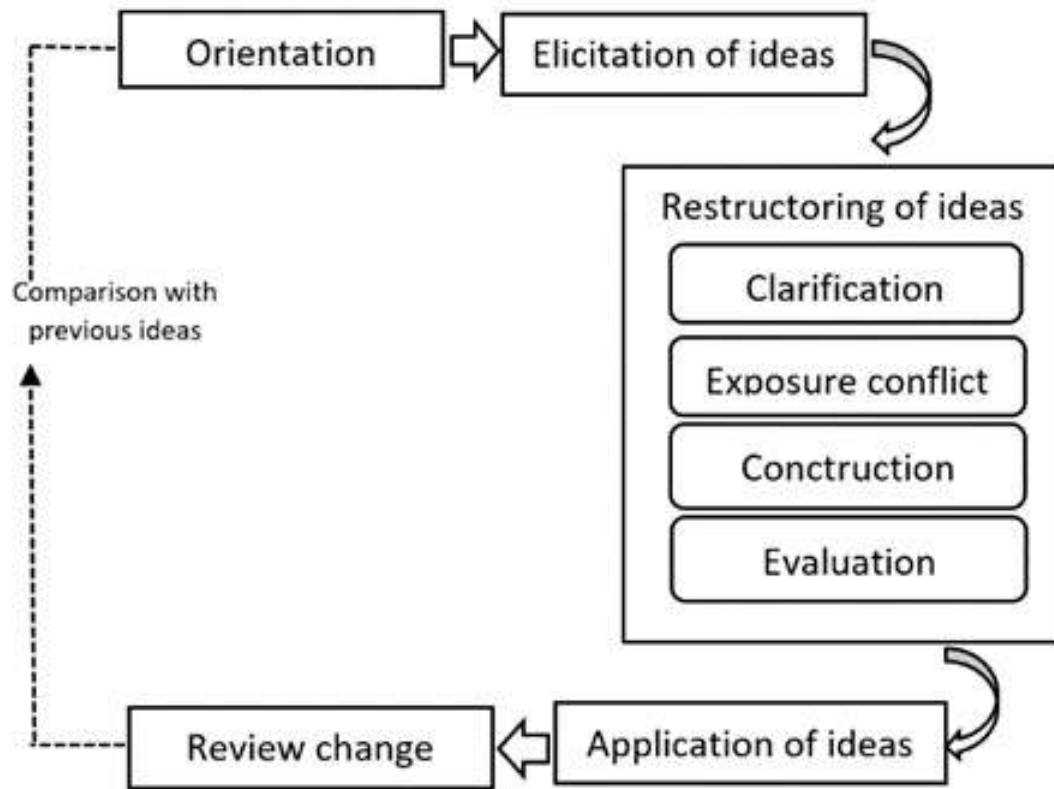 Orientation
Elicitation of ideas
Restructoring of ideas
Clarification
Exposure conflict
Conctruction
Evaluation
Application of ideas
Review change
Comparison with
previous ideas